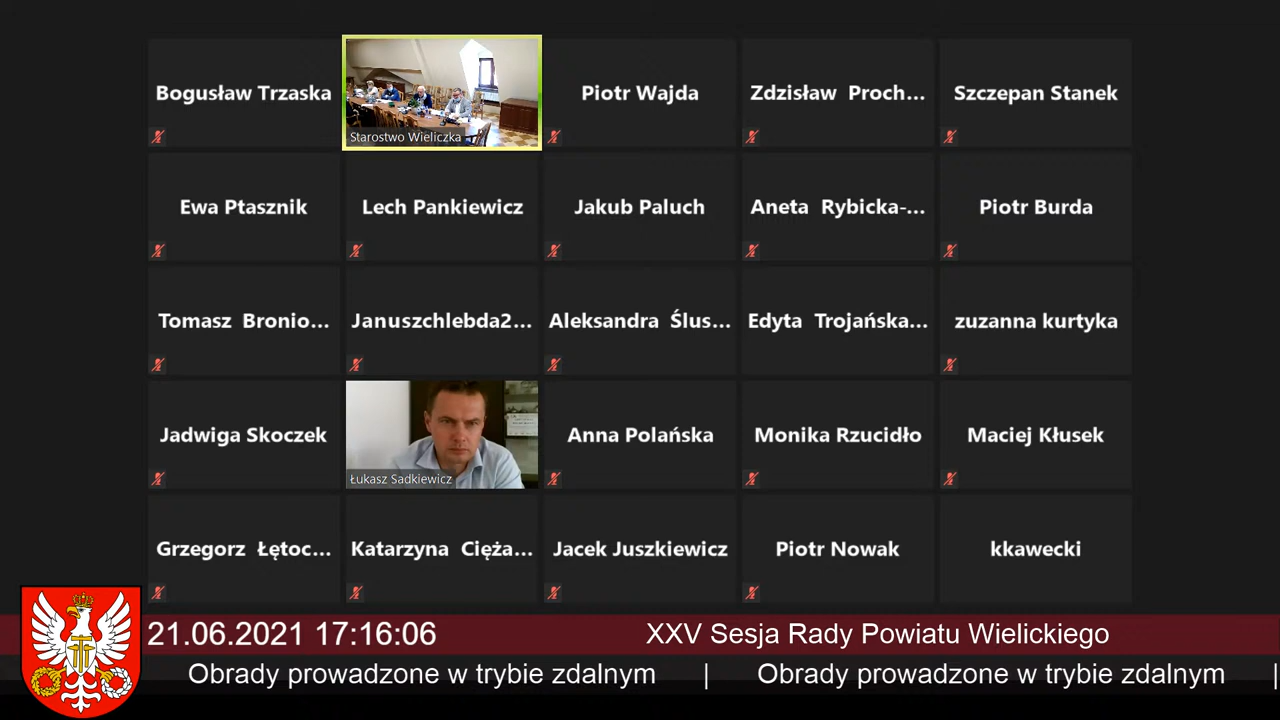 Bogusław Trzaska
Starostwo Wieliczka
Piotr Wajda
Zdzisław Proch...
Szczepan Stanek
Ewa Ptasznik
Lech Pankiewicz
Jakub Paluch
Aneta Rybicka-...
Piotr Burda
Tomasz Bronio...
Januszchlebda2...
Aleksandra Ślus...
Edyta Trojańska...
zuzanna kurtyka
Jadwiga Skoczek
Łukasz Sadkiewicz
Anna Polańska
Monika Rzucidło
Maciej Kłusek
Grzegorz Łętoc...
Katarzyna Cięża...
Jacek Juszkiewicz
Piotr Nowak
kkawecki
21.06.2021 17:16:06
XXV Sesja Rady Powiatu Wielickiego
Obrady prowadzone w trybie zdalnym | Obrady prowadzone w trybie zdalnym |